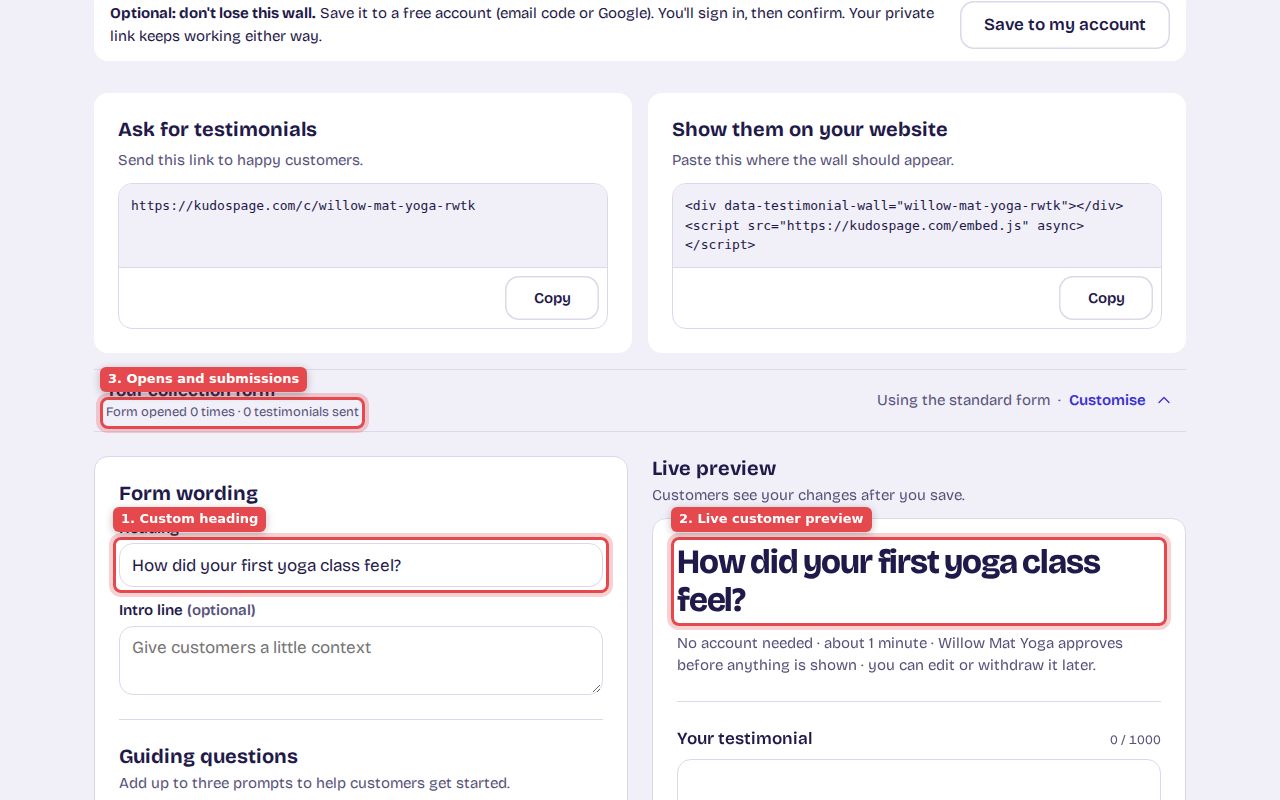 Optional: don't lose this wall. Save it to a free account (email code or Google). You'll sign in, then confirm. Your private
link keeps working either way.
Save to my account
Ask for testimonials
Send this link to happy customers.
https://kudospage.com/c/willow-mat-yoga-rwtk
Copy
Show them on your website
Paste this where the wall should appear.
<div data-testimonial-wall="willow-mat-yoga-rwtk"></div>
<script src="https://kudospage.com/embed.js" async>
</script>
Copy
3. Opens and submissions
Your collection form
Form opened 0 times · 0 testimonials sent
Using the standard form · Customise
Form wording
1. Custom heading
Heading
How did your first yoga class feel?
Intro line (optional)
Give customers a little context
Guiding questions
Add up to three prompts to help customers get started.
Live preview
Customers see your changes after you save.
2. Live customer preview
How did your first yoga class
feel?
No account needed · about 1 minute · Willow Mat Yoga approves
before anything is shown · you can edit or withdraw it later.
Your testimonial
0 / 1000